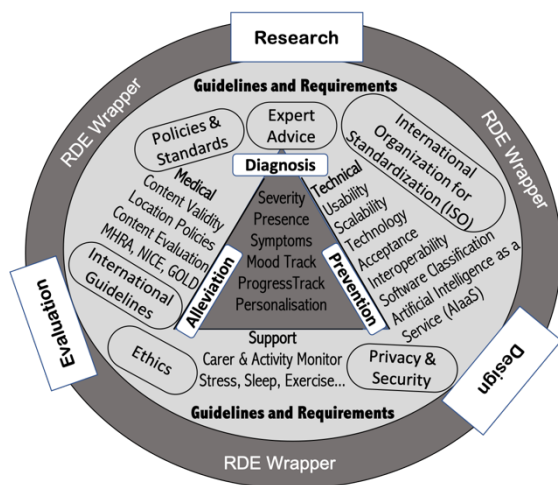 Research
RDE Wrapper
RDE Wrapper
Guidelines and Requirements
Policies &
Standards
Expert
Advice
International
Organization for
Standardization (ISO)
Diagnosis
Medical
Content Validity
Location Policies
Content Evaluation
MHRA, NICE, GOLD
International
Guidelines
Severity
Presence
Symptoms
Mood Track
ProgressTrack
Personalisation
Technical
Usability
Scalability
Technology
Acceptance
Interoperability
Software Classification
Artificial Intelligence as a
Service (AIaaS)
Alleviation
Prevention
Evaluation
Design
Ethics
Support
Carer & Activity Monitor
Stress, Sleep, Exercise...
Privacy &
Security
Guidelines and Requirements
RDE Wrapper